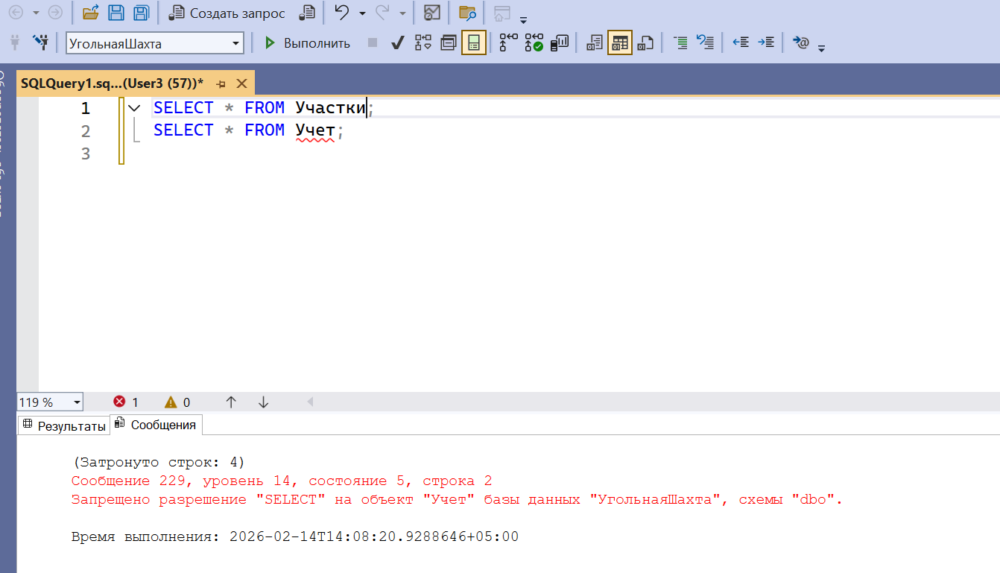 Создать запрос
УгольнаяШахта
Выполнить
SQLQuery1.sq...(User3 (57))*
1 SELECT * FROM Участки;
2 SELECT * FROM Учет;
3
119 % 1 0
Результаты Сообщения
(Затронуто строк: 4)
Сообщение 229, уровень 14, состояние 5, строка 2
Запрещено разрешение "SELECT" на объект "Учет" базы данных "УгольнаяШахта", схемы "dbo".
Время выполнения: 2026-02-14T14:08:20.9288646+05:00